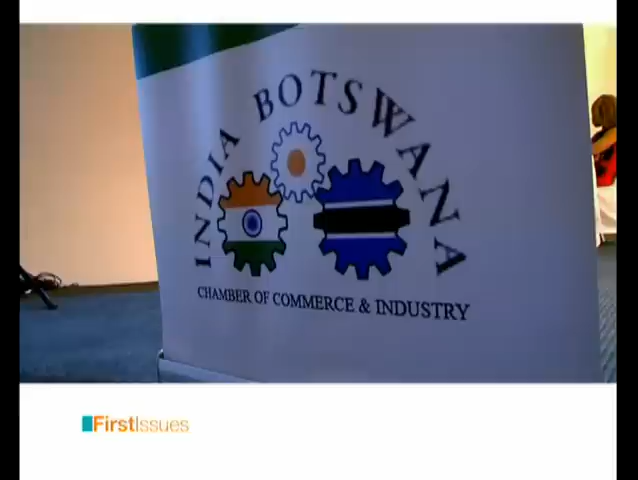 INDIA BOTSWANA
CHAMBER OF COMMERCE & INDUSTRY
FirstIssues